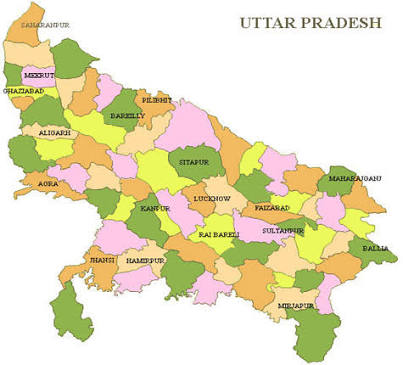 UTTAR PRADESH
SAHARANPUR
MEERUT
GHAZIABAD
PILIBHIT
BAREILLY
ALIGARH
SITAPUR
MAHARAJGANJ
AGRA
LUCKNOW
KANPUR
FAIZABAD
RAI BARELI
SULTANPUR
BALLIA
JHANSI
HAMIRPUR
MIRJAPUR